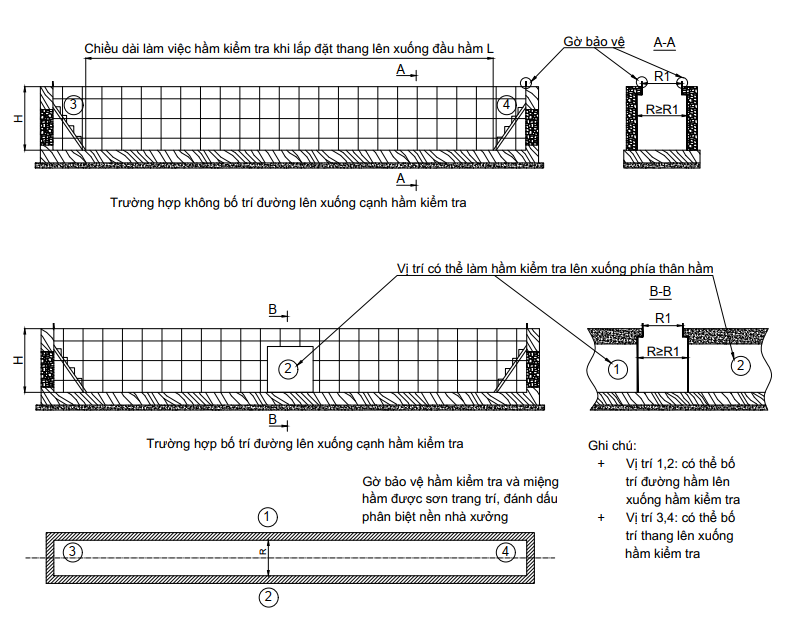 Chiều dài làm việc hầm kiểm tra khi lắp đặt thang lên xuống đầu hầm L
Gờ bảo vệ
A-A
A
R1
3
4
H
R≥R1
A
Trường hợp không bố trí đường lên xuống cạnh hầm kiểm tra
Vị trí có thể làm hầm kiểm tra lên xuống phía thân hầm
B
B-B
R1
H
2
R≥R1
1
2
B
Trường hợp bố trí đường lên xuống cạnh hầm kiểm tra
Ghi chú:
+ Vị trí 1,2: có thể bố
trí đường hầm lên
xuống hầm kiểm tra
+ Vị trí 3,4: có thể bố
trí thang lên xuống
hầm kiểm tra
Gờ bảo vệ hầm kiểm tra và miệng
hầm được sơn trang trí, đánh dấu
phân biệt nền nhà xưởng
1
3
R
4
2